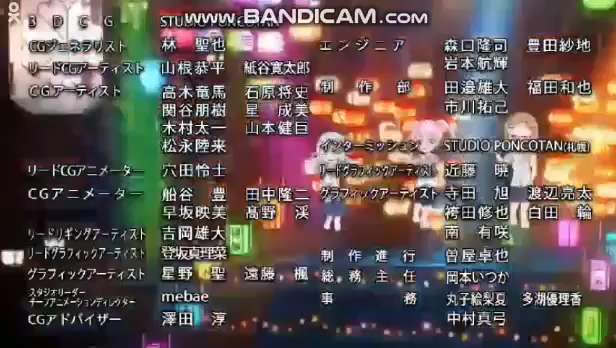 www.BANDICAM.com
3DCG STUDIO PONCOTAN
CGジェネラリスト 林 聖也
リードCGアーティスト 山根恭平 紙谷寛太郎
CGアーティスト 高木竜馬 石原将史
関谷朋樹 星 成美
木村太一 山本健巨
松永陸来
リードCGアニメーター 穴田怜士
CGアニメーター 船谷 豊 田中隆二
早坂映美 髙野 渓
リードリギングアーティスト 吉岡雄大
リードグラフィックアーティスト 登坂真理菜
グラフィックアーティスト 星野 聖 遠藤 楓
スタジオリーダー
チーフアニメーションディレクター mebae
CGアドバイザー 澤田 淳
エンジニア 森口隆司 豊田紗地
岩本航輝
制作部 田邉雄大 福田和也
市川拓己
インターミッション STUDIO PONCOTAN(札幌)
リードグラフィックアーティスト 近藤 暁
グラフィックアーティスト 寺田 旭 渡辺亮太
袴田修也 白田 輪
南 有咲
制作進行 曽屋卓也
総務主任 岡本いつか
事務 丸子絵梨夏 多湖優理香
中村真弓